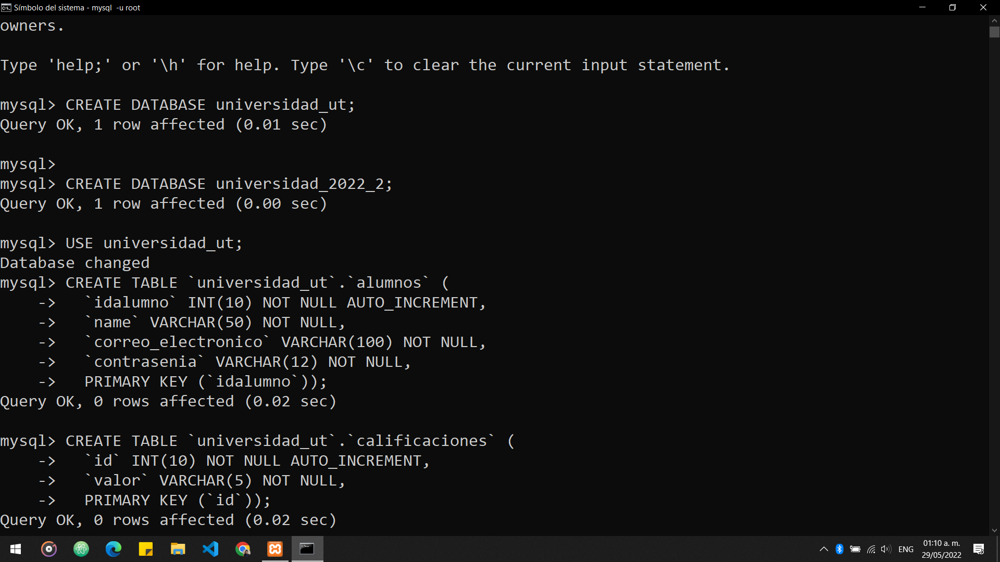 Símbolo del sistema - mysql  -u root
owners.
Type 'help;' or '\h' for help. Type '\c' to clear the current input statement.
mysql> CREATE DATABASE universidad_ut;
Query OK, 1 row affected (0.01 sec)
mysql>
mysql> CREATE DATABASE universidad_2022_2;
Query OK, 1 row affected (0.00 sec)
mysql> USE universidad_ut;
Database changed
mysql> CREATE TABLE `universidad_ut`.`alumnos` (
    ->   `idalumno` INT(10) NOT NULL AUTO_INCREMENT,
    ->   `name` VARCHAR(50) NOT NULL,
    ->   `correo_electronico` VARCHAR(100) NOT NULL,
    ->   `contrasenia` VARCHAR(12) NOT NULL,
    ->   PRIMARY KEY (`idalumno`));
Query OK, 0 rows affected (0.02 sec)
mysql> CREATE TABLE `universidad_ut`.`calificaciones` (
    ->   `id` INT(10) NOT NULL AUTO_INCREMENT,
    ->   `valor` VARCHAR(5) NOT NULL,
    ->   PRIMARY KEY (`id`));
Query OK, 0 rows affected (0.02 sec)
ENG
01:10 a. m.
29/05/2022